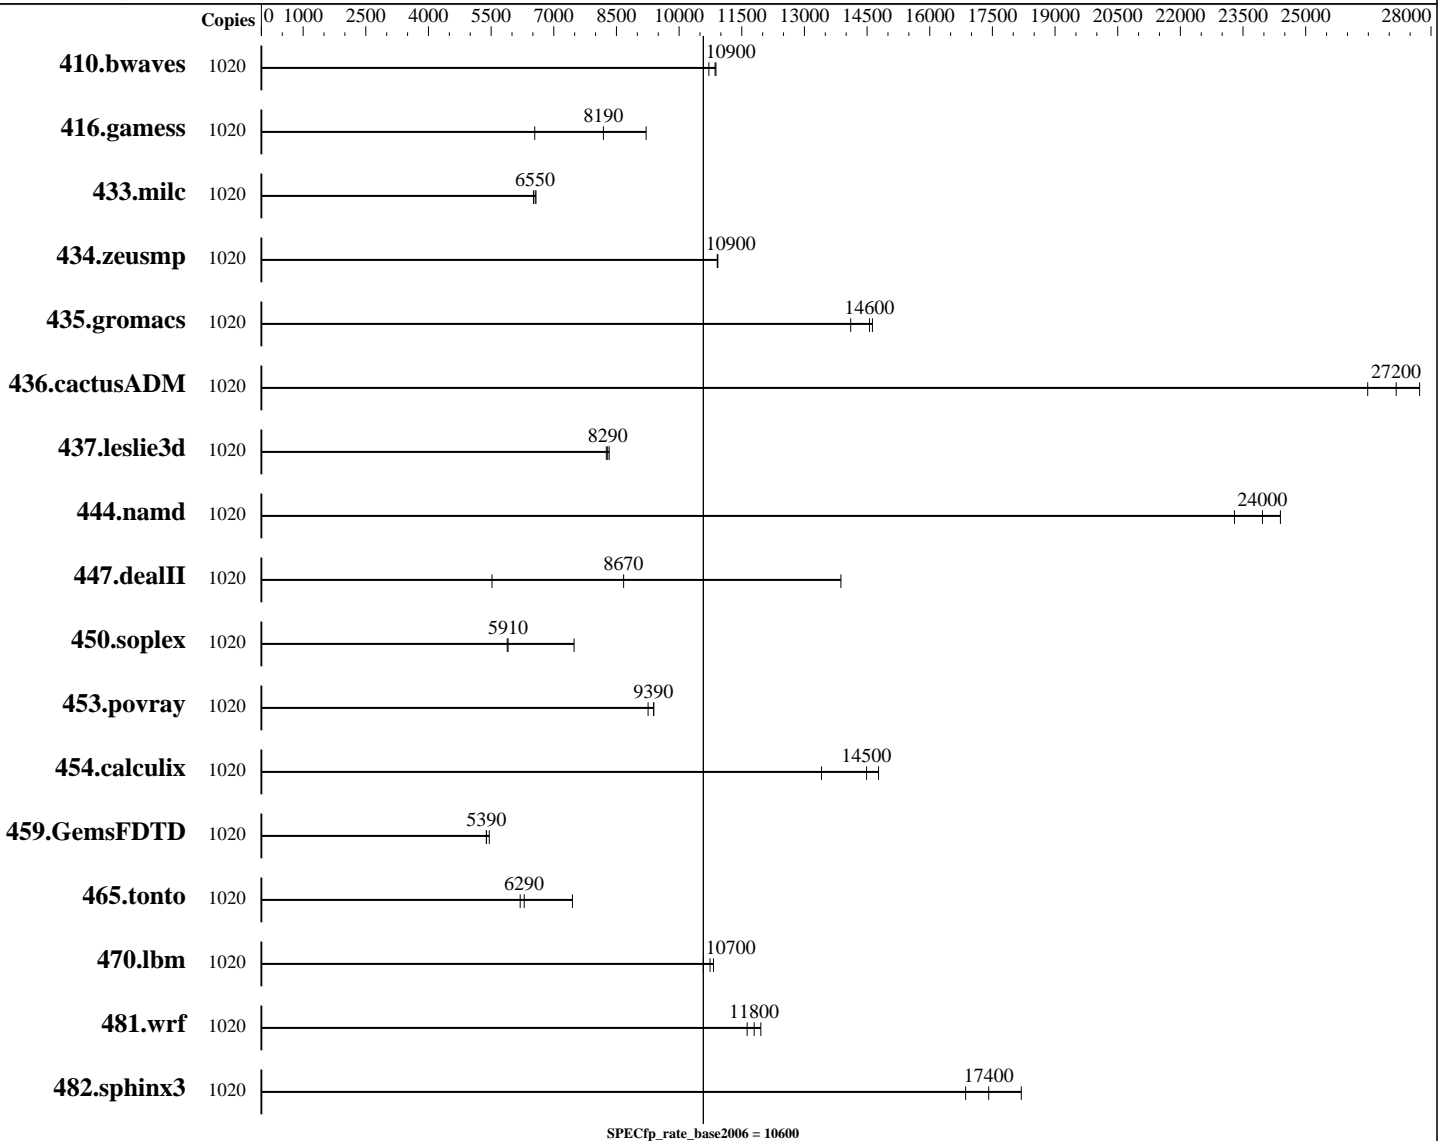 Copies 0 1000 2500 4000 5500 7000 8500 10000 11500 13000 14500 16000 17500 19000 20500 22000 23500 25000 28000
410.bwaves 1020 10900
416.gamess 1020 8190
433.milc 1020 6550
434.zeusmp 1020 10900
435.gromacs 1020 14600
436.cactusADM 1020 27200
437.leslie3d 1020 8290
444.namd 1020 24000
447.dealII 1020 8670
450.soplex 1020 5910
453.povray 1020 9390
454.calculix 1020 14500
459.GemsFDTD 1020 5390
465.tonto 1020 6290
470.lbm 1020 10700
481.wrf 1020 11800
482.sphinx3 1020 17400
SPECfp_rate_base2006 = 10600